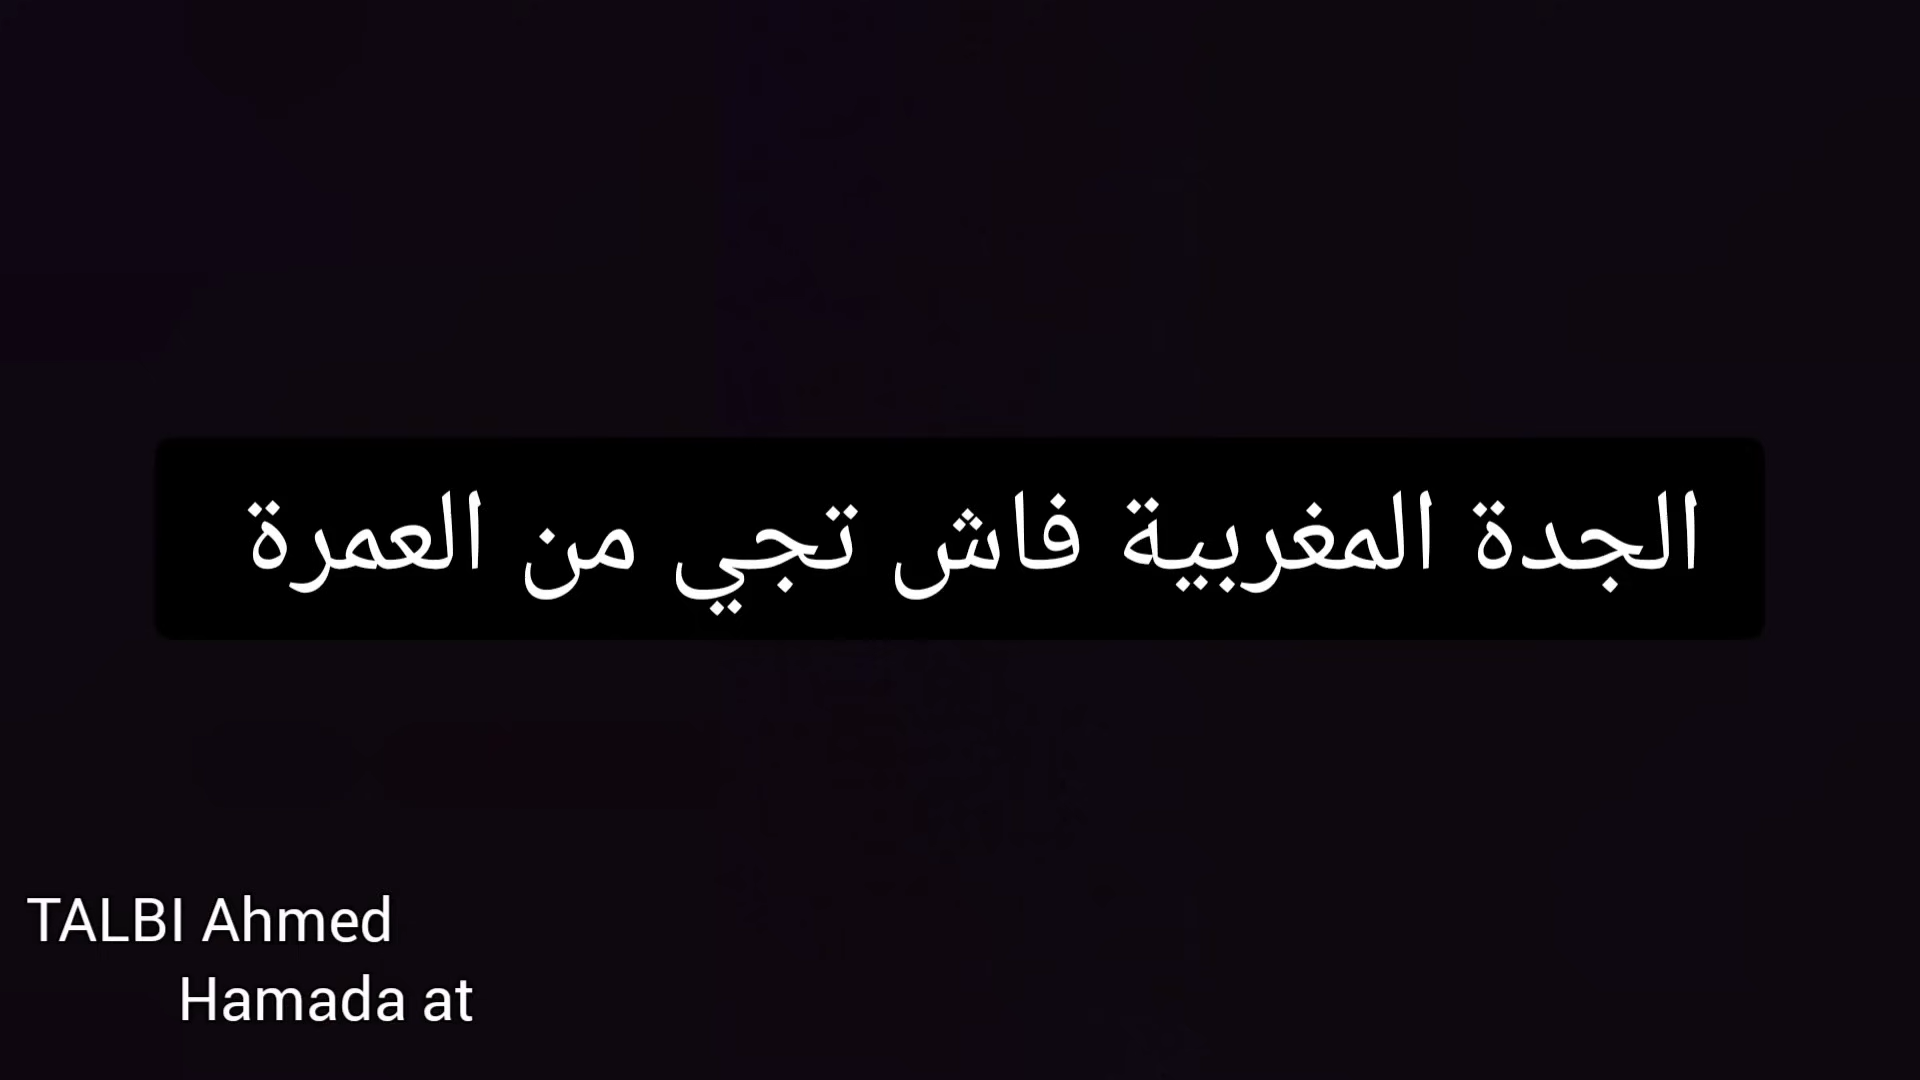 الجدة المغربية فاش تجي من العمرة
TALBI Ahmed
Hamada at